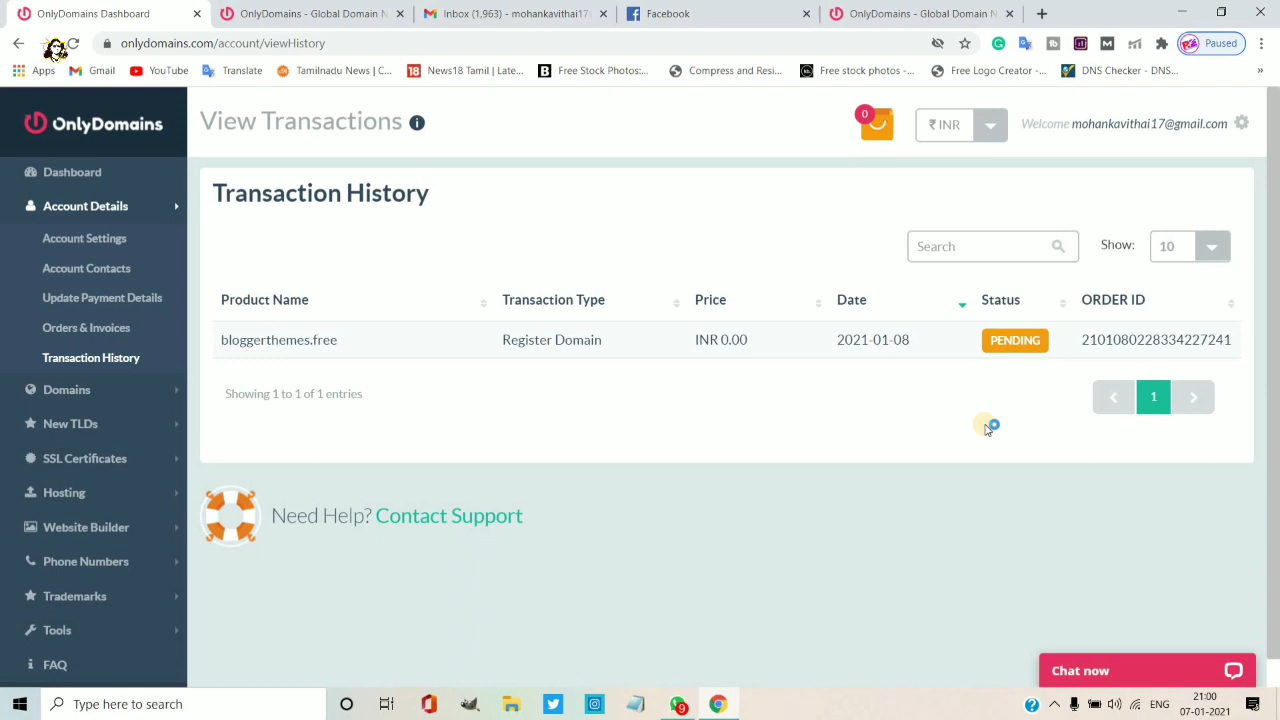 OnlyDomains
OnlyDomains - Global Domain N
Inbox (1,963) - mohankavithai17
Facebook
OnlyDomains - Global Domain N
onlydomains.com/account/viewHistory
Paused
Apps
Gmail
YouTube
Translate
Tamilnadu News, C...
News18 Tamil | Late...
Free Stock Photos:...
Compress and Resi...
Free stock photos -...
Free Logo Creator -...
DNS Checker - DNS...
»
OnlyDomains
View Transactions
0
₹ INR
Welcome mohankavithai17@gmail.com
Dashboard
Account Details
Account Settings
Account Contacts
Update Payment Details
Orders & Invoices
Transaction History
Domains
New TLDs
SSL Certificates
Hosting
Website Builder
Phone Numbers
Trademarks
Tools
FAQ
Transaction History
Search
Show:
10
Product Name
Transaction Type
Price
Date
Status
ORDER ID
bloggerthemes.free
Register Domain
INR 0.00
2021-01-08
PENDING
2101080228334227241
Showing 1 to 1 of 1 entries
1
Need Help? Contact Support
Chat now
Type here to search
9
ENG
21:00
07-01-2021